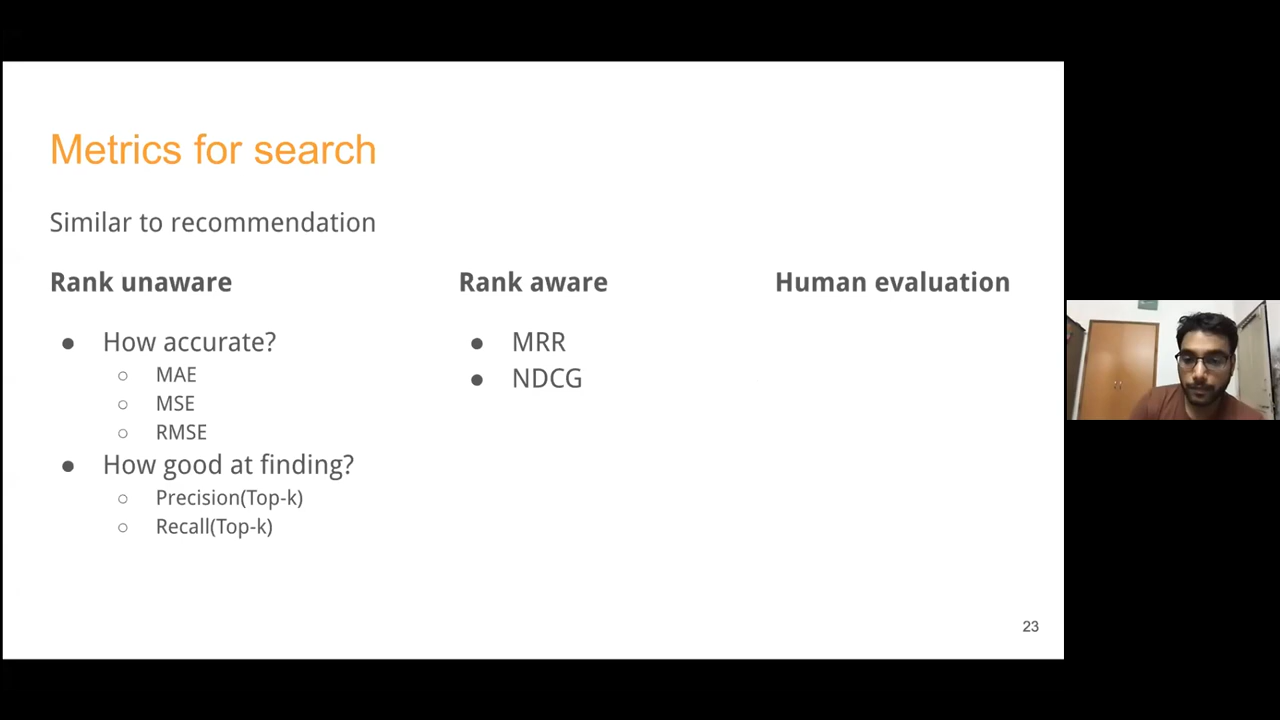 Metrics for search
Similar to recommendation
Rank unaware
● How accurate?
○ MAE
○ MSE
○ RMSE
● How good at finding?
○ Precision(Top-k)
○ Recall(Top-k)
Rank aware
● MRR
● NDCG
Human evaluation
23